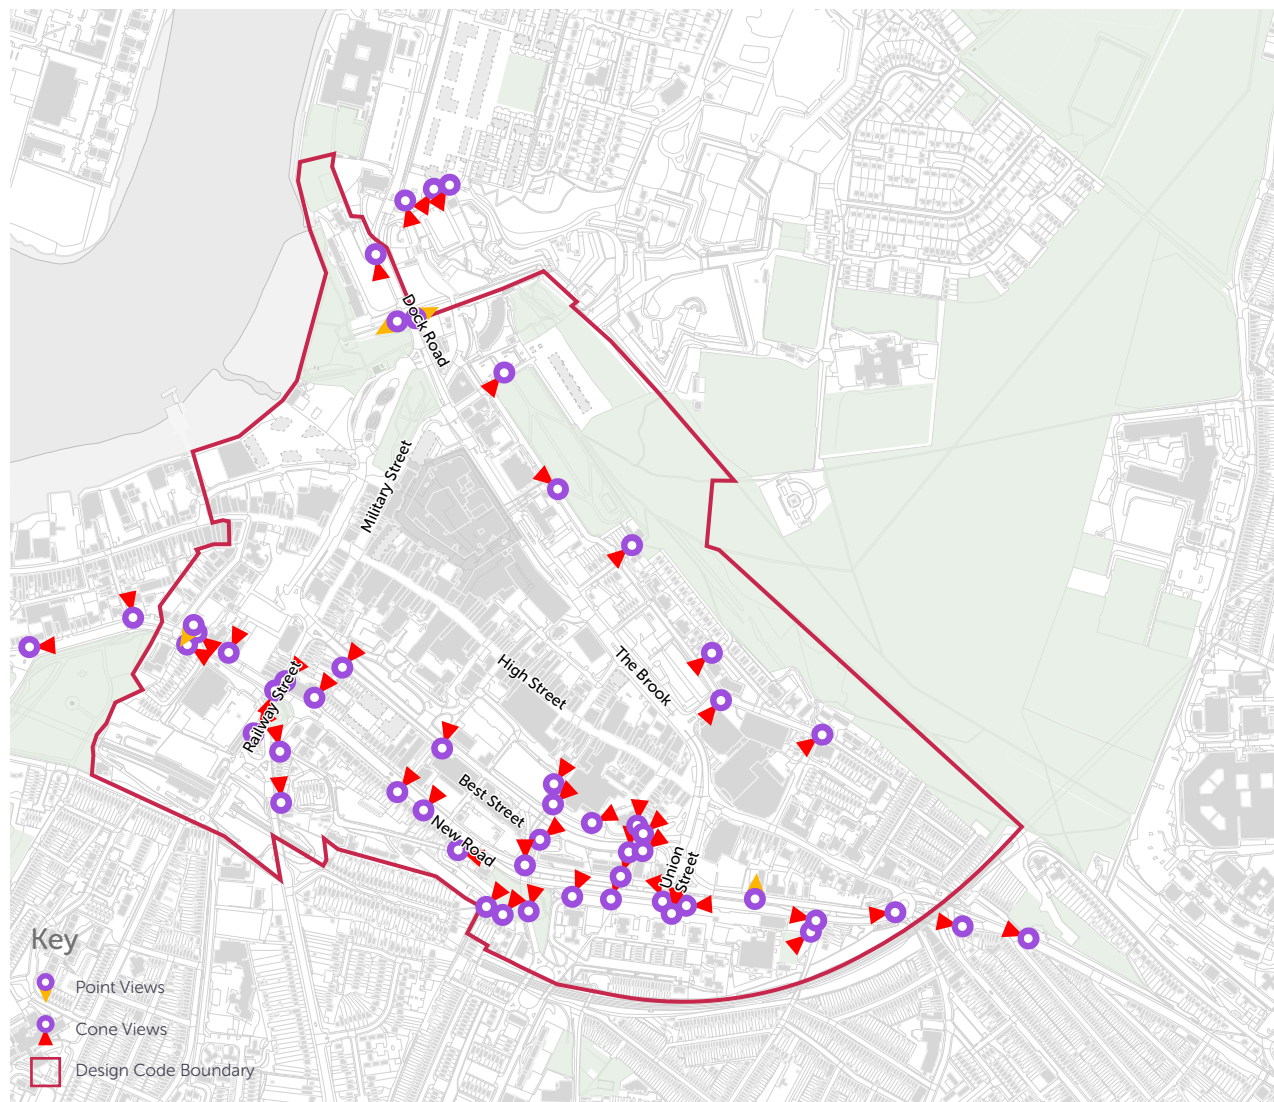 Dock Road
Military Street
High Street
The Brook
Railway Street
Best Street
New Road
Union
Street
Key
Point Views
Cone Views
Design Code Boundary